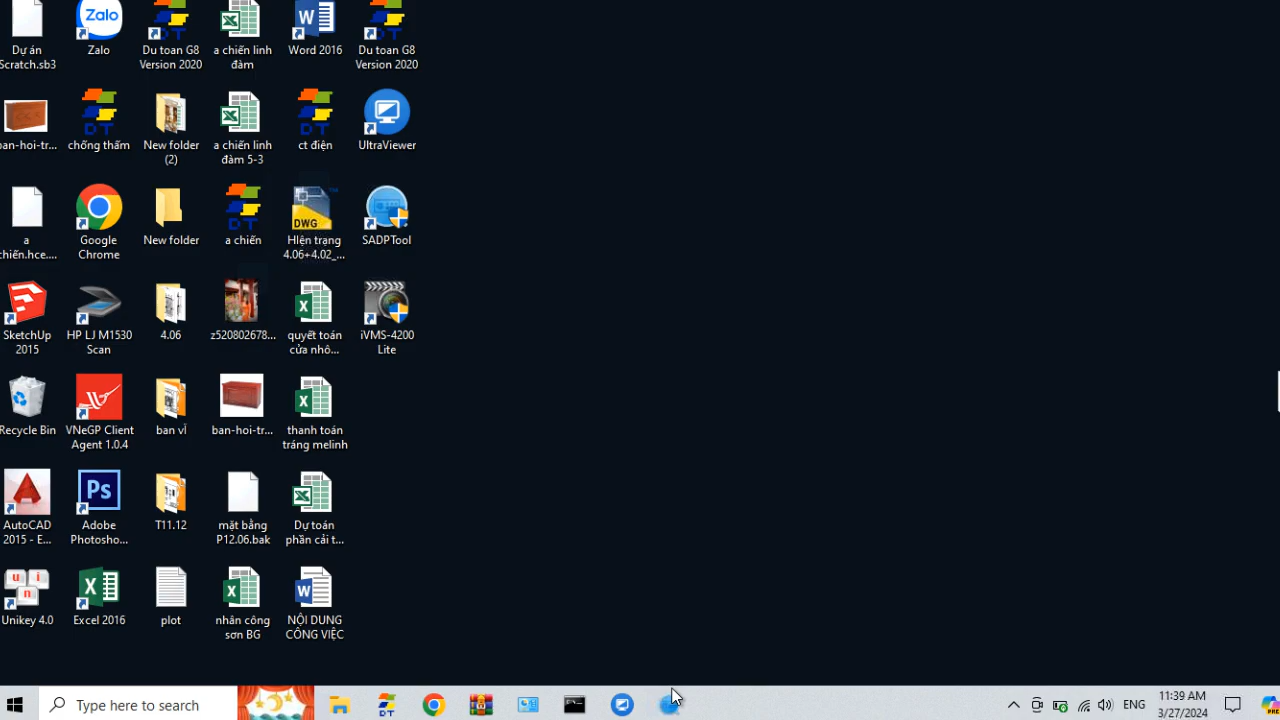 Dự án
Scratch.sb3
Zalo
Zalo
Du toan G8
Version 2020
a chiến linh
đàm
Word 2016
Du toan G8
Version 2020
ban-hoi-tr...
DT
chống thấm
New folder
(2)
a chiến linh
đàm 5-3
DT
ct điện
UltraViewer
a
chiến.hce....
Google
Chrome
New folder
DT
a chiến
DWG
HIện trạng
4.06+4.02_...
SADPTool
SketchUp
2015
HP LJ M1530
Scan
4.06
z520802678...
quyết toán
cửa nhô...
iVMS-4200
Lite
Recycle Bin
VNeGP Client
Agent 1.0.4
ban vĩ
ban-hoi-tr...
thanh toán
tráng melinh
AutoCAD
2015 - E...
Ps
Adobe
Photosho...
T11.12
mặt bằng
P12.06.bak
Dự toán
phần cải t...
u i
n
Unikey 4.0
Excel 2016
plot
nhân công
sơn BG
NỘI DUNG
CÔNG VIỆC
Type here to search
DT
ENG
11:39 AM
3/27/2024
PRE